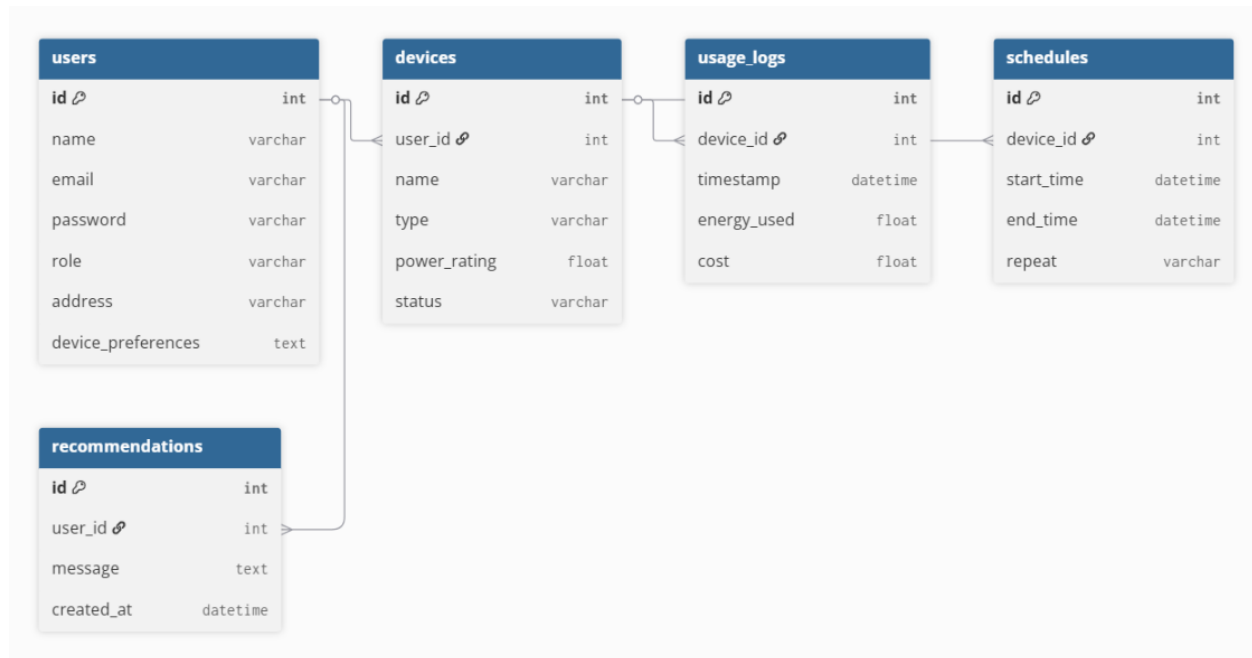 users
id int
name varchar
email varchar
password varchar
role varchar
address varchar
device_preferences text
devices
id int
user_id int
name varchar
type varchar
power_rating float
status varchar
usage_logs
id int
device_id int
timestamp datetime
energy_used float
cost float
schedules
id int
device_id int
start_time datetime
end_time datetime
repeat varchar
recommendations
id int
user_id int
message text
created_at datetime